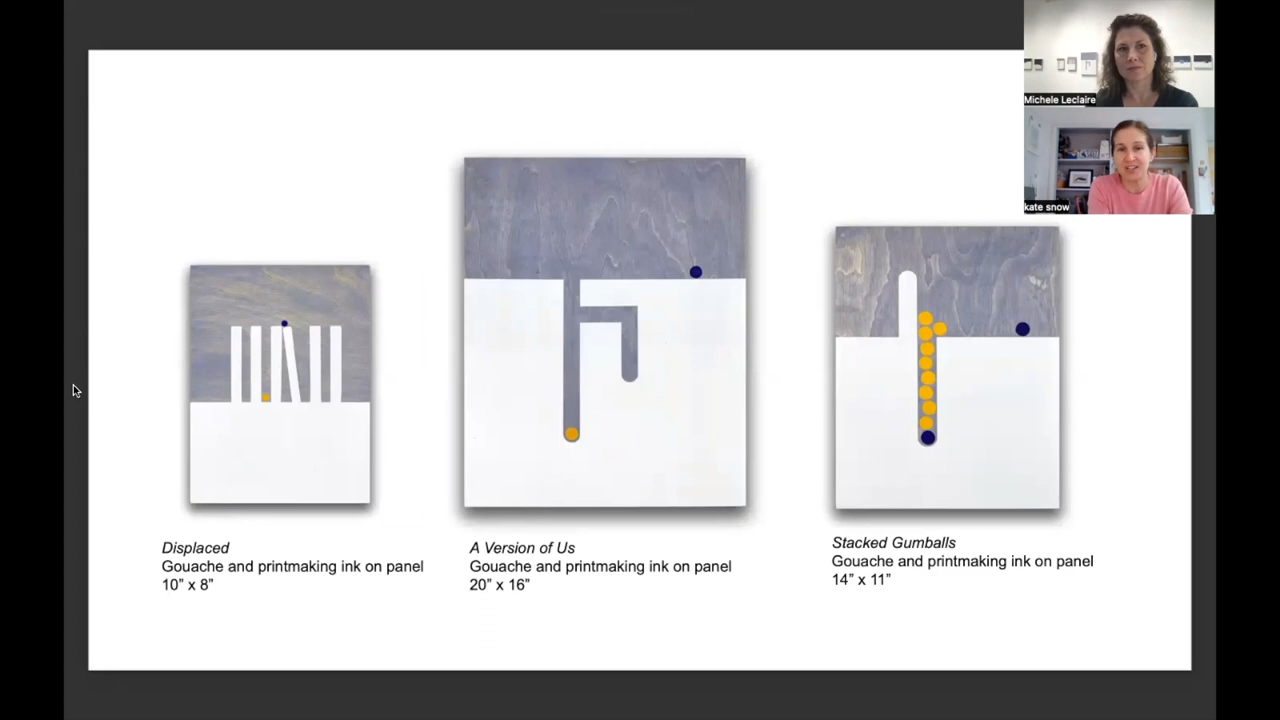 Michele Leclaire
kate snow
Displaced
Gouache and printmaking ink on panel
10” x 8”
A Version of Us
Gouache and printmaking ink on panel
20” x 16”
Stacked Gumballs
Gouache and printmaking ink on panel
14” x 11”